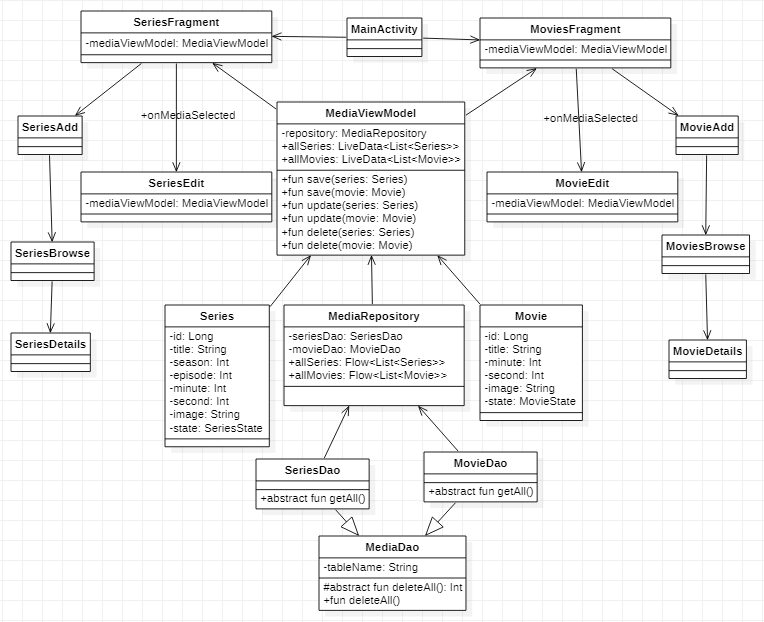 SeriesFragment
-mediaViewModel: MediaViewModel
MainActivity
MoviesFragment
-mediaViewModel: MediaViewModel
SeriesAdd
+onMediaSelected
MediaViewModel
-repository: MediaRepository
+allSeries: LiveData<List<Series>>
+allMovies: LiveData<List<Movie>>
+fun save(series: Series)
+fun save(movie: Movie)
+fun update(series: Series)
+fun update(movie: Movie)
+fun delete(series: Series)
+fun delete(movie: Movie)
+onMediaSelected
MovieAdd
SeriesEdit
-mediaViewModel: MediaViewModel
MovieEdit
-mediaViewModel: MediaViewModel
SeriesBrowse
MoviesBrowse
SeriesDetails
MovieDetails
Series
-id: Long
-title: String
-season: Int
-episode: Int
-minute: Int
-second: Int
-image: String
-state: SeriesState
MediaRepository
-seriesDao: SeriesDao
-movieDao: MovieDao
+allSeries: Flow<List<Series>>
+allMovies: Flow<List<Movie>>
Movie
-id: Long
-title: String
-minute: Int
-second: Int
-image: String
-state: MovieState
SeriesDao
+abstract fun getAll()
MovieDao
+abstract fun getAll()
MediaDao
-tableName: String
#abstract fun deleteAll(): Int
+fun deleteAll()